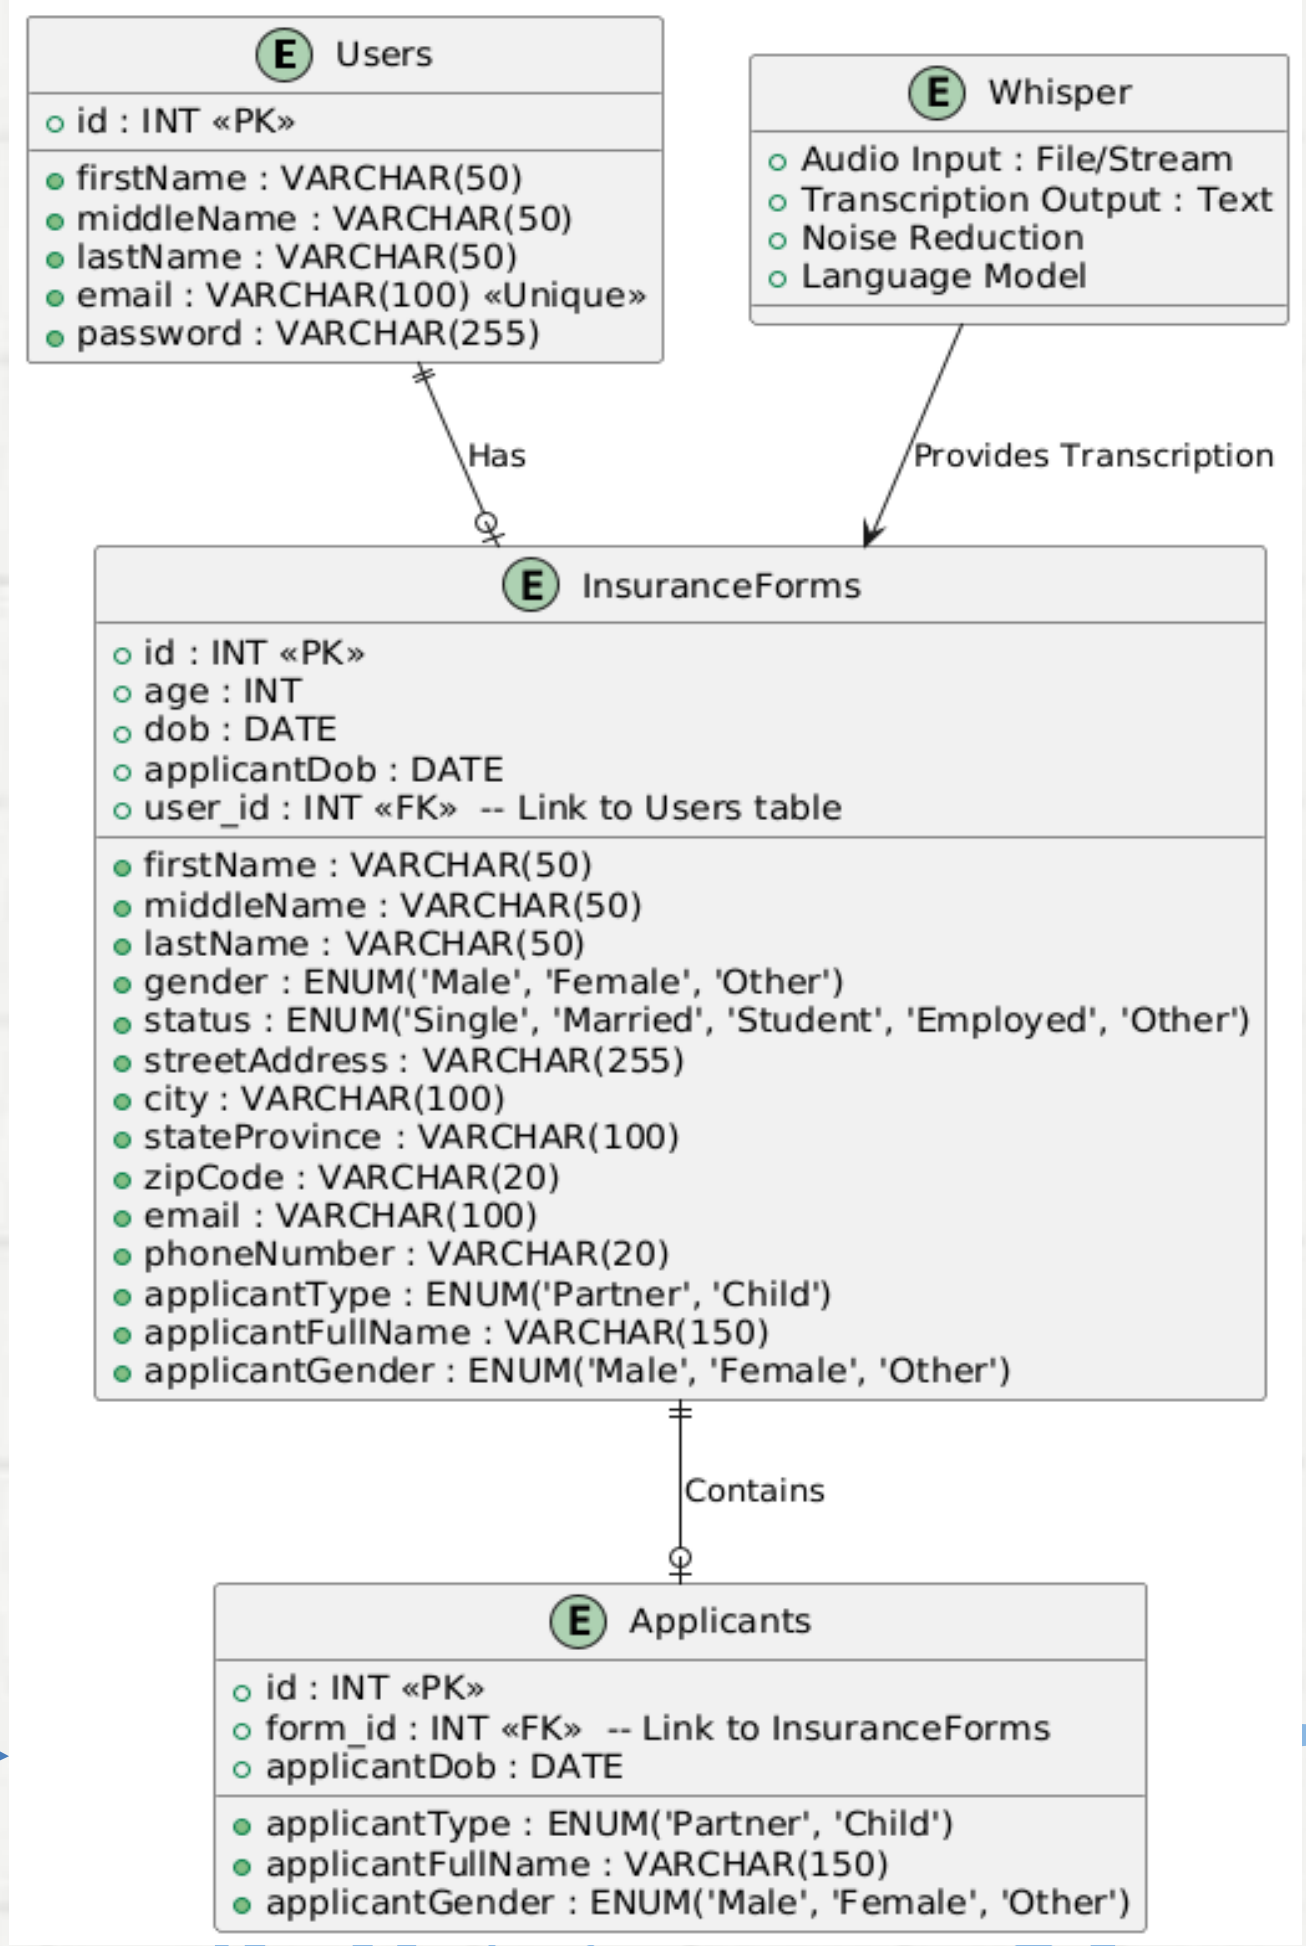 E Users
id : INT «PK»
firstName : VARCHAR(50)
middleName : VARCHAR(50)
lastName : VARCHAR(50)
email : VARCHAR(100) «Unique»
password : VARCHAR(255)
E Whisper
Audio Input : File/Stream
Transcription Output : Text
Noise Reduction
Language Model
Has
Provides Transcription
E InsuranceForms
id : INT «PK»
age : INT
dob : DATE
applicantDob : DATE
user_id : INT «FK» -- Link to Users table
firstName : VARCHAR(50)
middleName : VARCHAR(50)
lastName : VARCHAR(50)
gender : ENUM('Male', 'Female', 'Other')
status : ENUM('Single', 'Married', 'Student', 'Employed', 'Other')
streetAddress : VARCHAR(255)
city : VARCHAR(100)
stateProvince : VARCHAR(100)
zipCode : VARCHAR(20)
email : VARCHAR(100)
phoneNumber : VARCHAR(20)
applicantType : ENUM('Partner', 'Child')
applicantFullName : VARCHAR(150)
applicantGender : ENUM('Male', 'Female', 'Other')
Contains
E Applicants
id : INT «PK»
form_id : INT «FK» -- Link to InsuranceForms
applicantDob : DATE
applicantType : ENUM('Partner', 'Child')
applicantFullName : VARCHAR(150)
applicantGender : ENUM('Male', 'Female', 'Other')